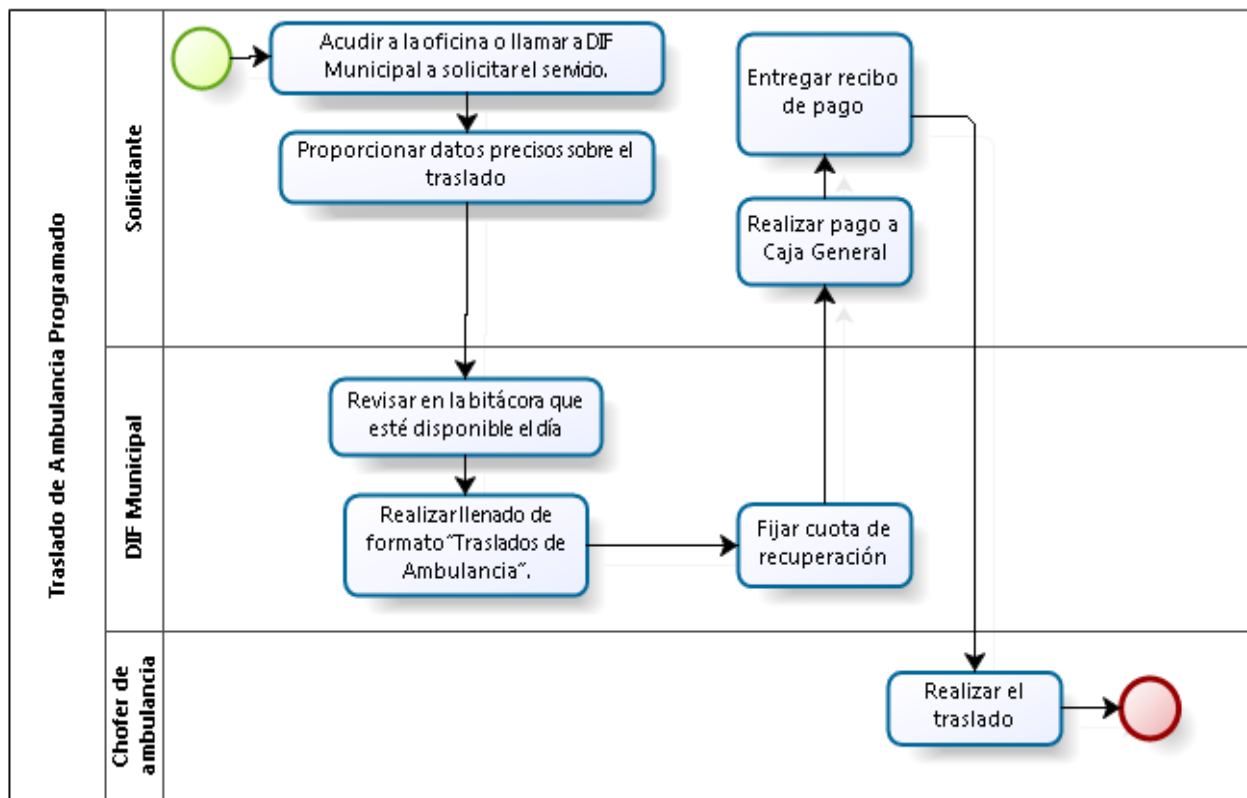 Traslado de Ambulancia Programado
Solicitante
Acudir a la oficina o llamar a DIF
Municipal a solicitar el servicio.
Proporcionar datos precisos sobre el
traslado
Entregar recibo
de pago
Realizar pago a
Caja General
DIF Municipal
Revisar en la bitácora que
esté disponible el día
Realizar llenado de
formato “Traslados de
Ambulancia”.
Fijar cuota de
recuperación
Chofer de
ambulancia
Realizar el
traslado